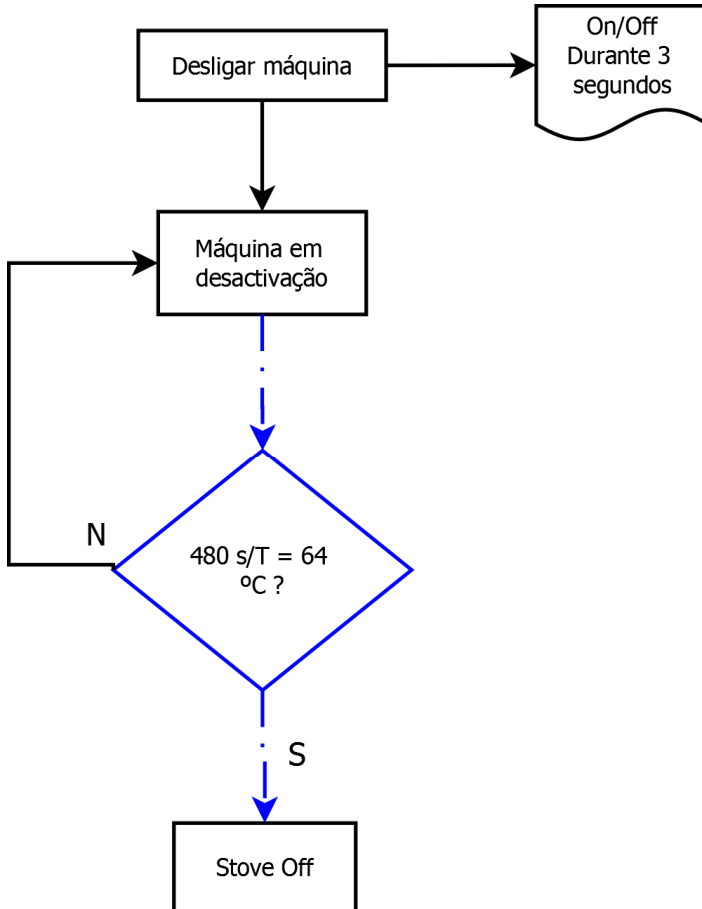 Desligar máquina
On/Off
Durante 3
segundos
Máquina em
desactivação
N
480 s/T = 64
ºC ?
S
Stove Off